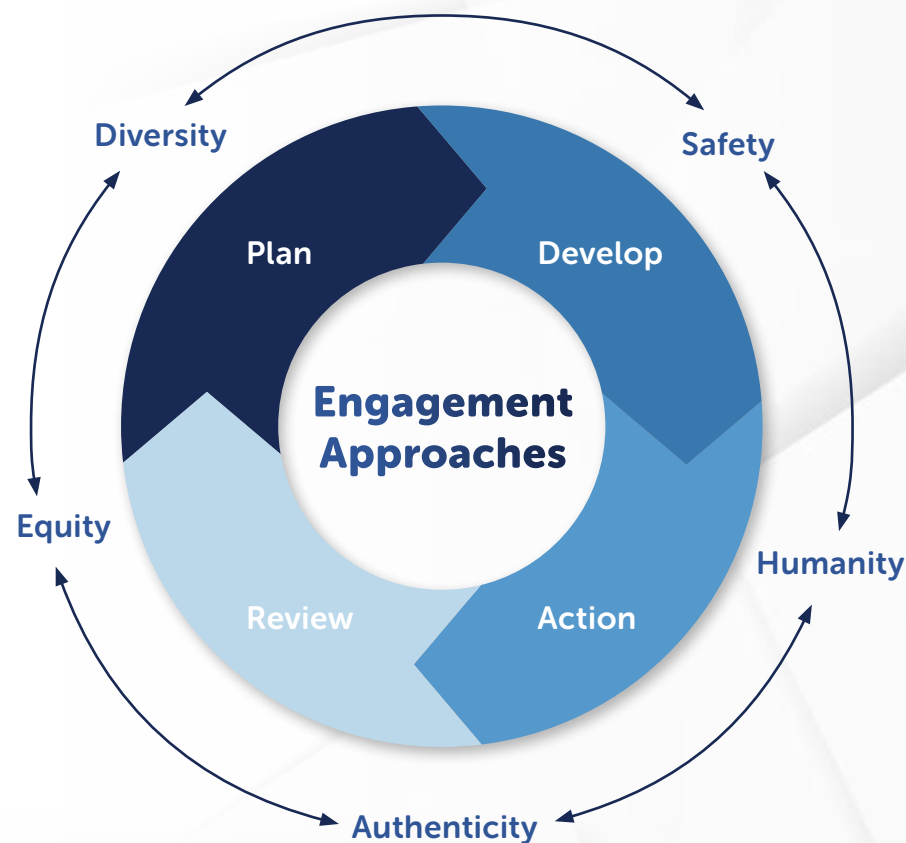 Diversity
Safety
Plan
Develop
Engagement
Approaches
Equity
Humanity
Review
Action
Authenticity